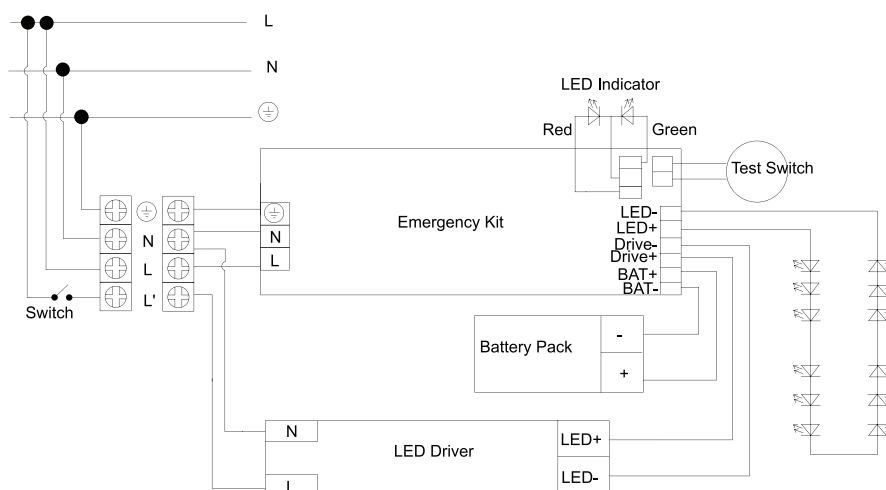 L
N
LED Indicator
Red
Green
Test Switch
Emergency Kit
LED-
LED+
Drive-
Drive+
BAT+
BAT-
N
L
N
L
L'
Switch
Battery Pack
-
+
N
LED Driver
LED+
L
LED-